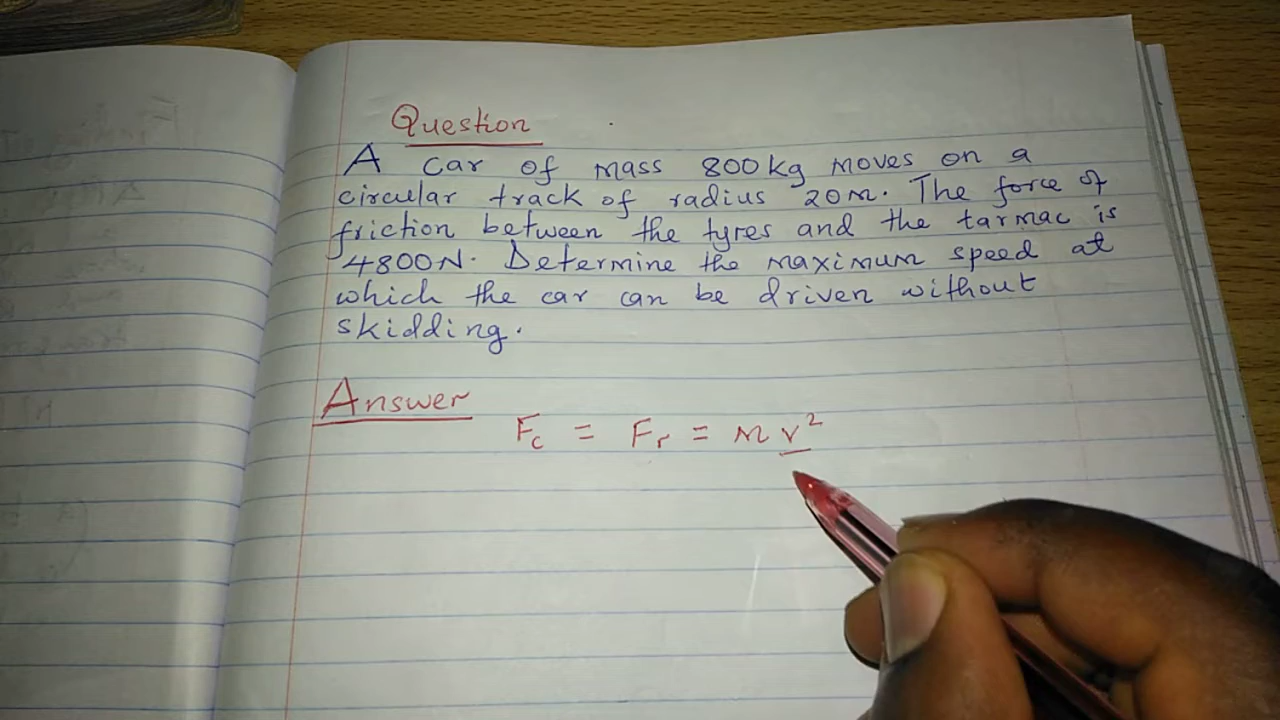 Question
A car of mass 800kg moves on a
circular track of radius 20m. The force of
friction between the tyres and the tarmac is
4800N. Determine the maximum speed at
which the car can be driven without
skidding.
Answer
Fc = Fr = mv²